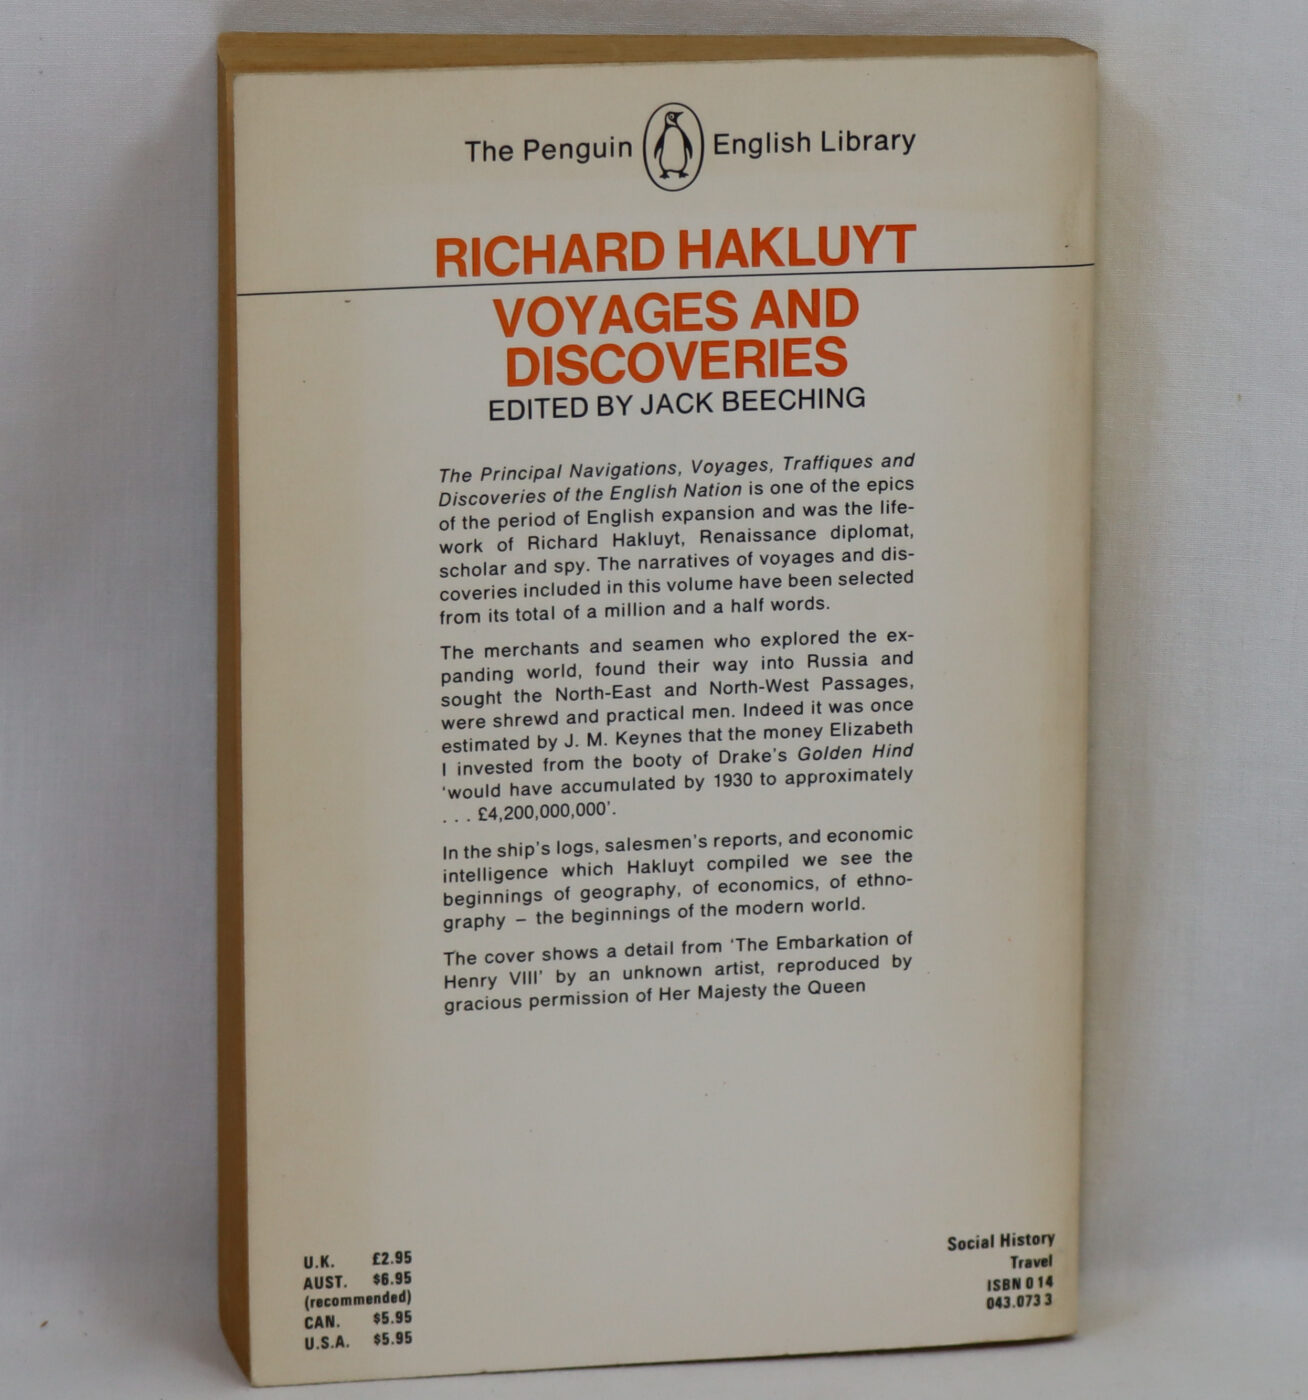 The Penguin English Library
RICHARD HAKLUYT
VOYAGES AND
DISCOVERIES
EDITED BY JACK BEECHING
The Principal Navigations, Voyages, Traffiques and
Discoveries of the English Nation is one of the epics
of the period of English expansion and was the life-
work of Richard Hakluyt, Renaissance diplomat,
scholar and spy. The narratives of voyages and dis-
coveries included in this volume have been selected
from its total of a million and a half words.
The merchants and seamen who explored the ex-
panding world, found their way into Russia and
sought the North-East and North-West Passages,
were shrewd and practical men. Indeed it was once
estimated by J. M. Keynes that the money Elizabeth
I invested from the booty of Drake's Golden Hind
'would have accumulated by 1930 to approximately
. . . £4,200,000,000'.
In the ship's logs, salesmen's reports, and economic
intelligence which Hakluyt compiled we see the
beginnings of geography, of economics, of ethno-
graphy – the beginnings of the modern world.
The cover shows a detail from 'The Embarkation of
Henry VIII' by an unknown artist, reproduced by
gracious permission of Her Majesty the Queen
U.K. £2.95
AUST. $6.95
(recommended)
CAN. $5.95
U.S.A. $5.95
Social History
Travel
ISBN 0 14
043.073 3